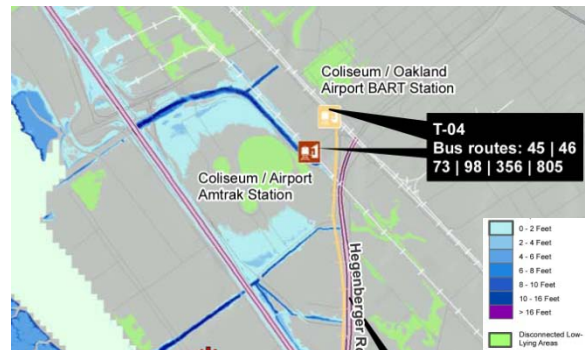 Coliseum / Oakland
Airport BART Station
T-04
Bus routes: 45 | 46
73 | 98 | 356 | 805
Coliseum / Airport
Amtrak Station
Hegenberger Ro
0 - 2 Feet
2 - 4 Feet
4 - 6 Feet
6 - 8 Feet
8 - 10 Feet
10 - 16 Feet
> 16 Feet
Disconnected Low-
Lying Areas